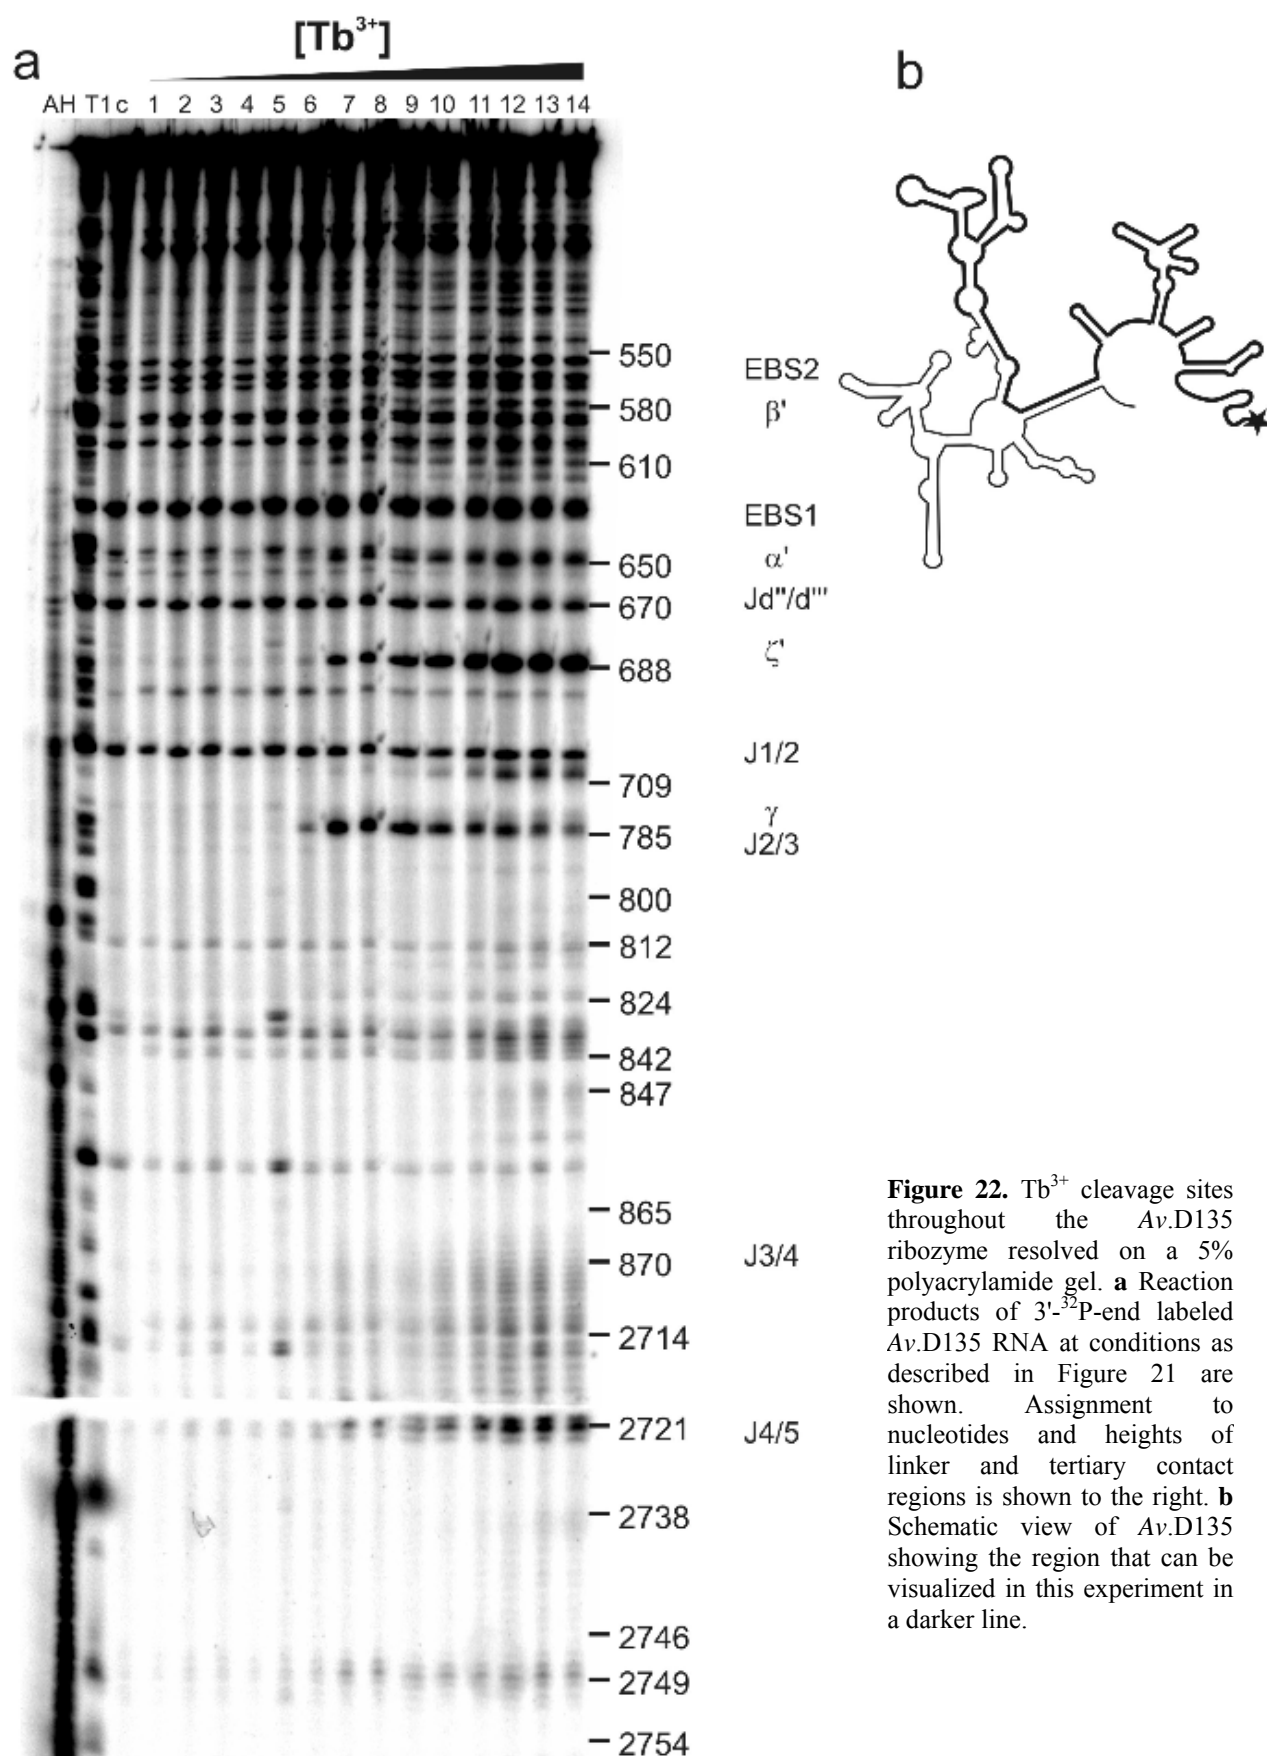 a
[Tb³⁺]
b
AH T1 c 1 2 3 4 5 6 7 8 9 10 11 12 13 14
550
EBS2
580
β'
610
EBS1
650
α'
670
Jd''/d'''
688
ζ'
J1/2
709
γ
785
J2/3
800
812
824
842
847
865
870
J3/4
2714
2721
J4/5
2738
2746
2749
2754
Figure 22. Tb³⁺ cleavage sites
throughout the Av.D135
ribozyme resolved on a 5%
polyacrylamide gel. a Reaction
products of 3'-³²P-end labeled
Av.D135 RNA at conditions as
described in Figure 21 are
shown. Assignment to
nucleotides and heights of
linker and tertiary contact
regions is shown to the right. b
Schematic view of Av.D135
showing the region that can be
visualized in this experiment in
a darker line.